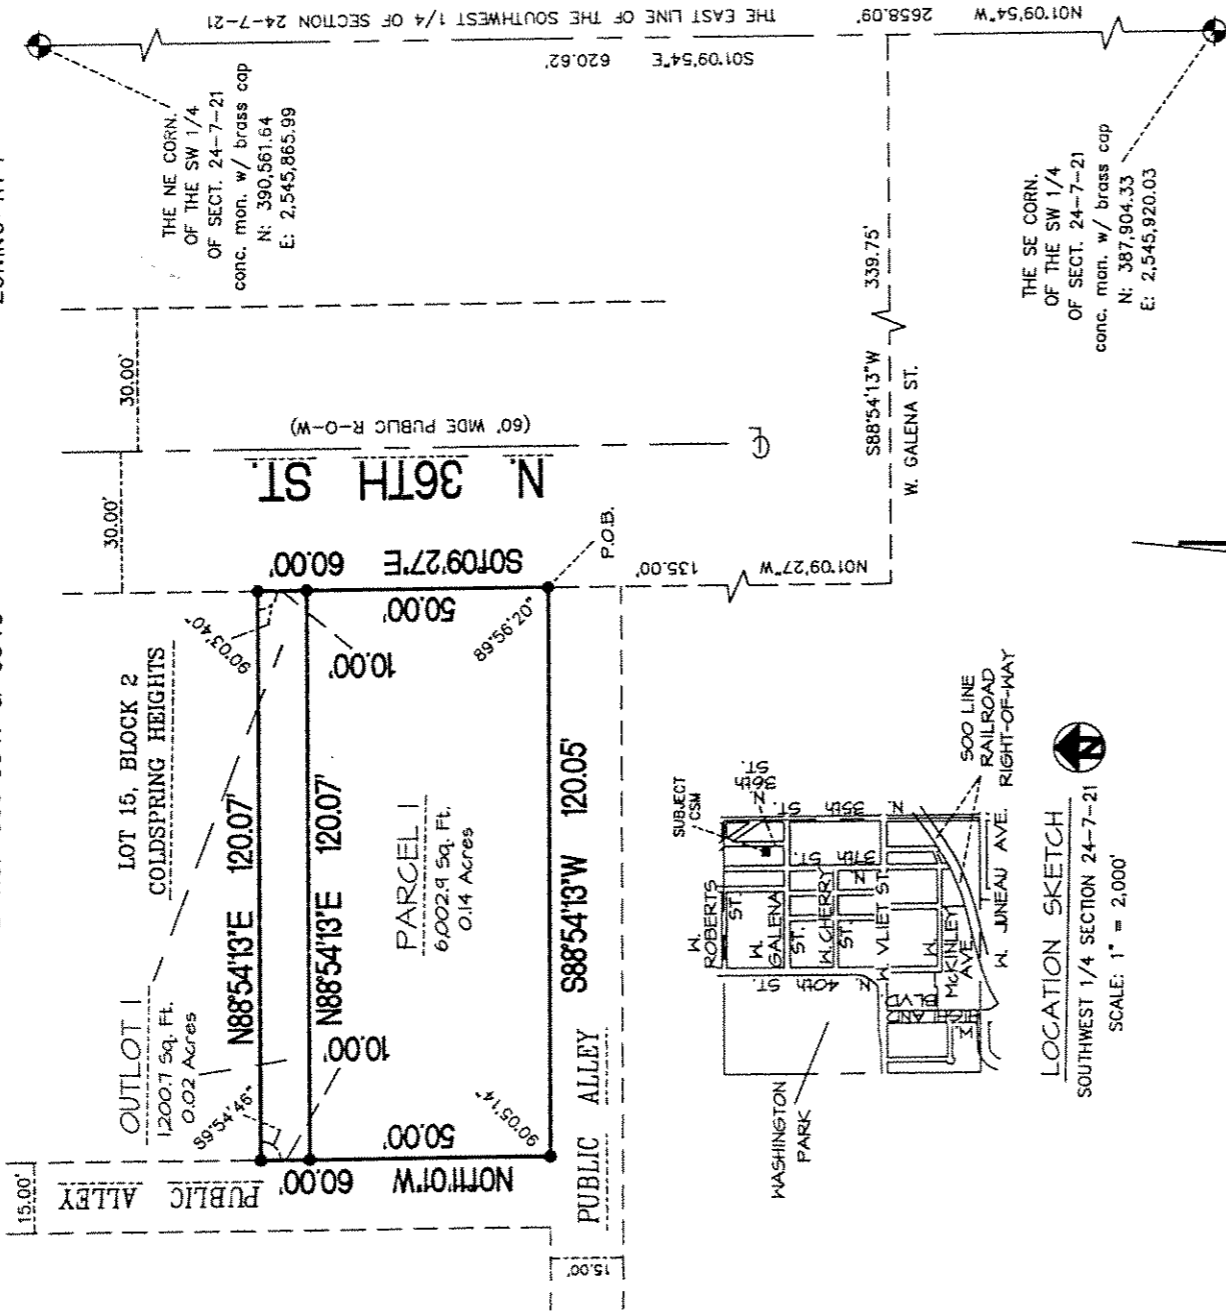 THE EAST LINE OF THE SOUTHWEST 1/4 OF SECTION 24-7-21
2658.09'
N01°09'54"W
S01°09'54"E 620.62'
THE NE CORN.
OF THE SW 1/4
OF SECT. 24-7-21
conc. mon. w/ brass cap
N: 390,561.64
E: 2,545,865.99
30.00'
30.00'
N. 36TH ST.
(60' WIDE PUBLIC R-O-W)
LOT 15, BLOCK 2
COLDSPRING HEIGHTS
OUTLOT 1
1,200.7 Sq. Ft.
0.02 Acres
N88°54'13"E 120.07'
90°03'40"
89°54'46"
N88°54'13"E 120.07'
10.00'
10.00'
S01°09'27"E 60.00'
50.00'
PARCEL 1
6,002.9 Sq. Ft.
0.14 Acres
89°56'20"
P.O.B.
N01°11'01"W 60.00'
50.00'
90°05'14"
S88°54'13"W 120.05'
15.00'
PUBLIC ALLEY
PUBLIC ALLEY
15.00'
N01°09'27"W 135.00'
S88°54'13"W 339.75'
W. GALENA ST.
THE SE CORN.
OF THE SW 1/4
OF SECT. 24-7-21
conc. mon. w/ brass cap
N: 387,904.33
E: 2,545,920.03
SUBJECT
CSM
N. 36th ST.
N. 35th ST.
N. 37th ST.
N. 40th ST.
W. ROBERTS ST.
W. GALENA ST.
W. CHERRY ST.
W. VLIET ST.
W. McKINLEY AVE.
W. HIGHLAND BLVD
W. JUNEAU AVE.
WASHINGTON
PARK
SOO LINE
RAILROAD
RIGHT-OF-WAY
N
LOCATION SKETCH
SOUTHWEST 1/4 SECTION 24-7-21
SCALE: 1" = 2,000'